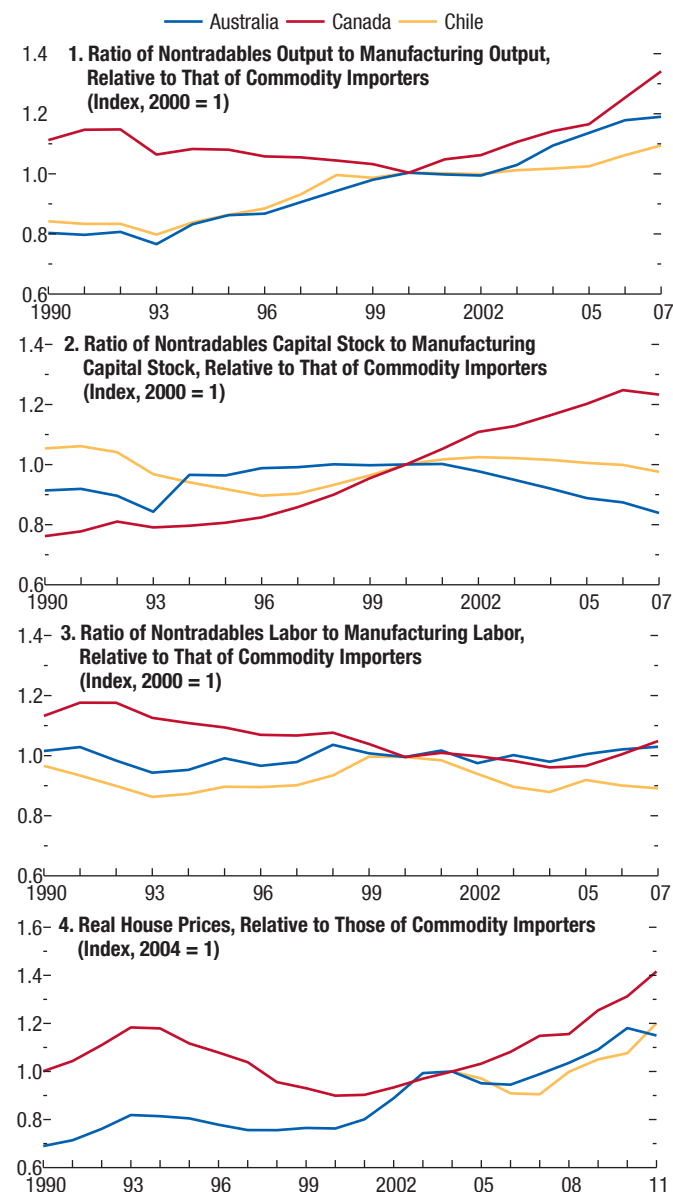 Australia Canada Chile
1. Ratio of Nontradables Output to Manufacturing Output,
Relative to That of Commodity Importers
(Index, 2000 = 1)
1.4
1.2
1.0
0.8
0.6
1990 93 96 99 2002 05 07
2. Ratio of Nontradables Capital Stock to Manufacturing
Capital Stock, Relative to That of Commodity Importers
(Index, 2000 = 1)
1.4
1.2
1.0
0.8
0.6
1990 93 96 99 2002 05 07
3. Ratio of Nontradables Labor to Manufacturing Labor,
Relative to That of Commodity Importers
(Index, 2000 = 1)
1.4
1.2
1.0
0.8
0.6
1990 93 96 99 2002 05 07
4. Real House Prices, Relative to Those of Commodity Importers
(Index, 2004 = 1)
1.6
1.4
1.2
1.0
0.8
0.6
1990 93 96 99 2002 05 08 11